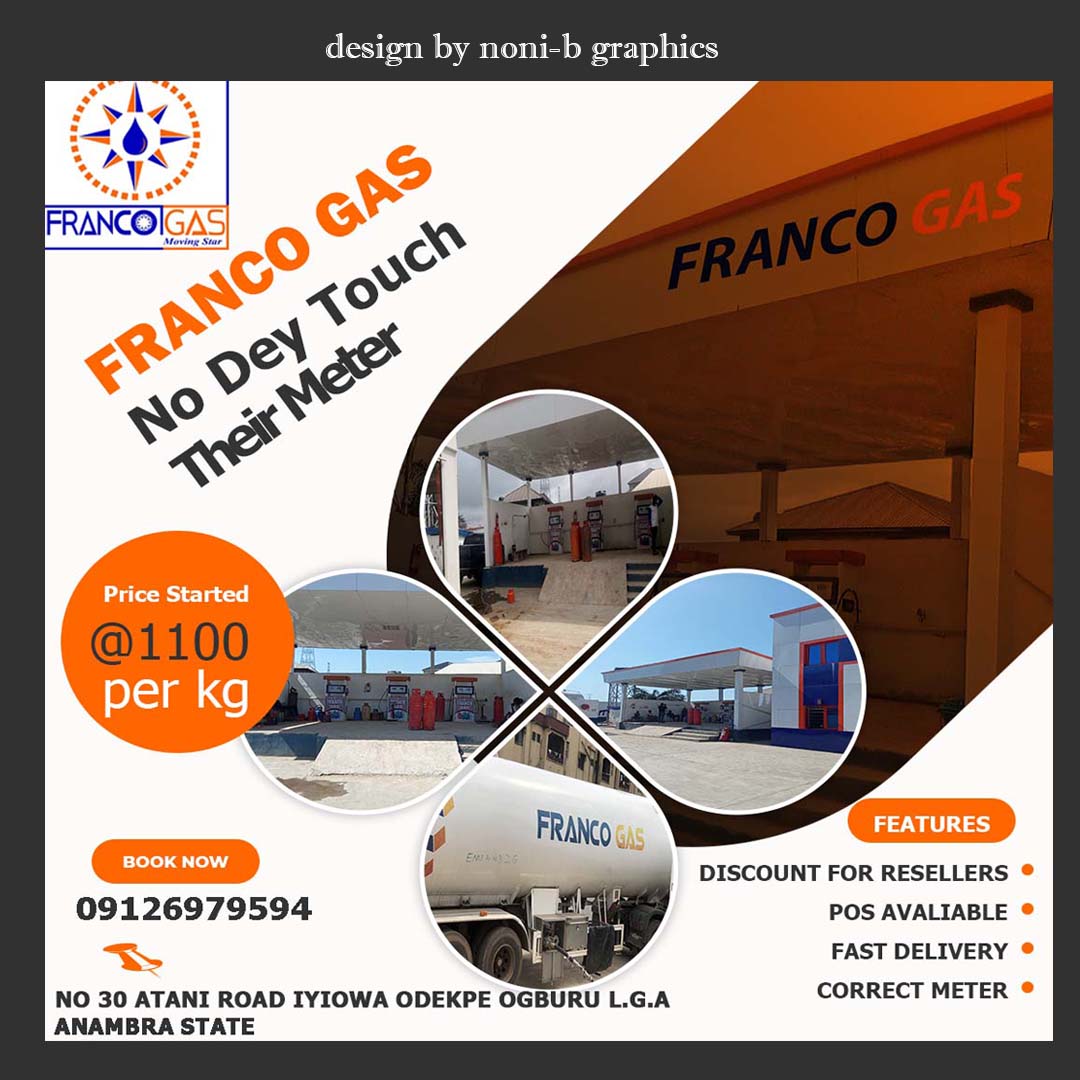 design by noni-b graphics
FRANCO GAS
Moving Star
FRANCO GAS
No Dey Touch
Their Meter
FRANCO GAS
Price Started
@1100
per kg
FRANCO GAS
BOOK NOW
09126979594
NO 30 ATANI ROAD IYIOWA ODEKPE OGBURU L.G.A
ANAMBRA STATE
FEATURES
DISCOUNT FOR RESELLERS
POS AVALIABLE
FAST DELIVERY
CORRECT METER